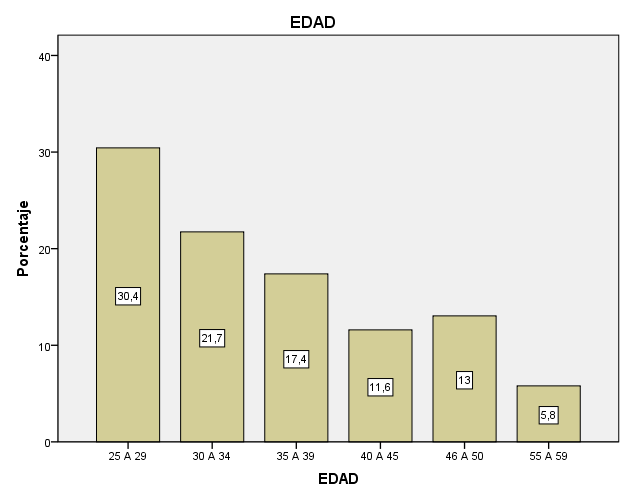 EDAD
Porcentaje
40
30
20
10
0
30,4
21,7
17,4
11,6
13
5,8
25 A 29
30 A 34
35 A 39
40 A 45
46 A 50
55 A 59
EDAD